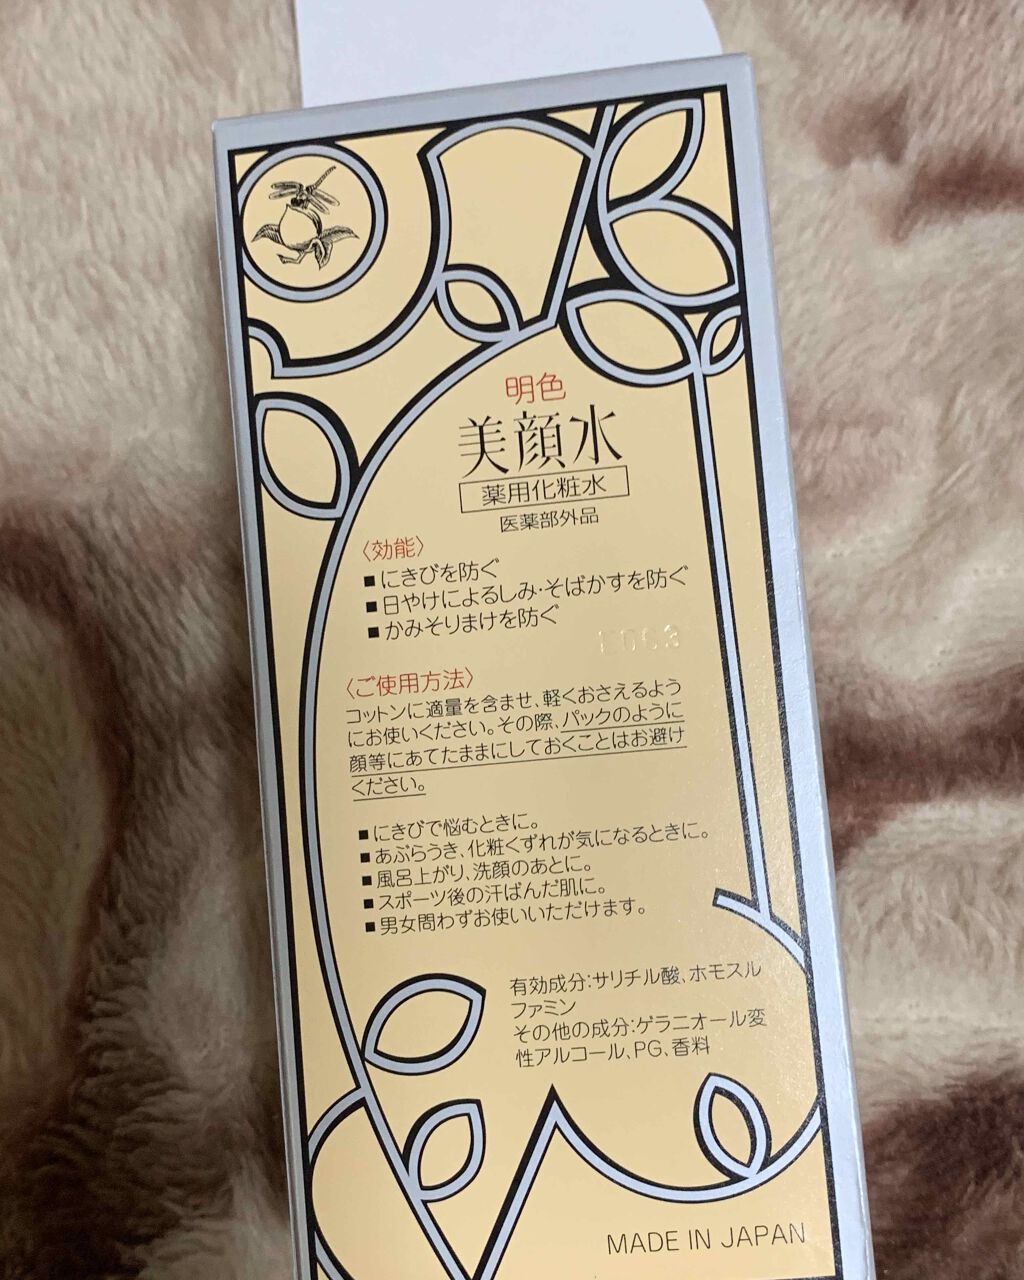 明色
美顔水
薬用化粧水
医薬部外品
〈効能〉
■にきびを防ぐ
■日やけによるしみ・そばかすを防ぐ
■かみそりまけを防ぐ
〈ご使用方法〉
コットンに適量を含ませ、軽くおさえるよう
にお使いください。その際、パックのように
顔等にあてたままにしておくことはお避け
ください。
■にきびで悩むときに。
■あぶらうき、化粧くずれが気になるときに。
■風呂上がり、洗顔のあとに。
■スポーツ後の汗ばんだ肌に。
■男女問わずお使いいただけます。
有効成分:サリチル酸、ホモスル
ファミン
その他の成分:ゲラニオール変
性アルコール、PG、香料
MADE IN JAPAN